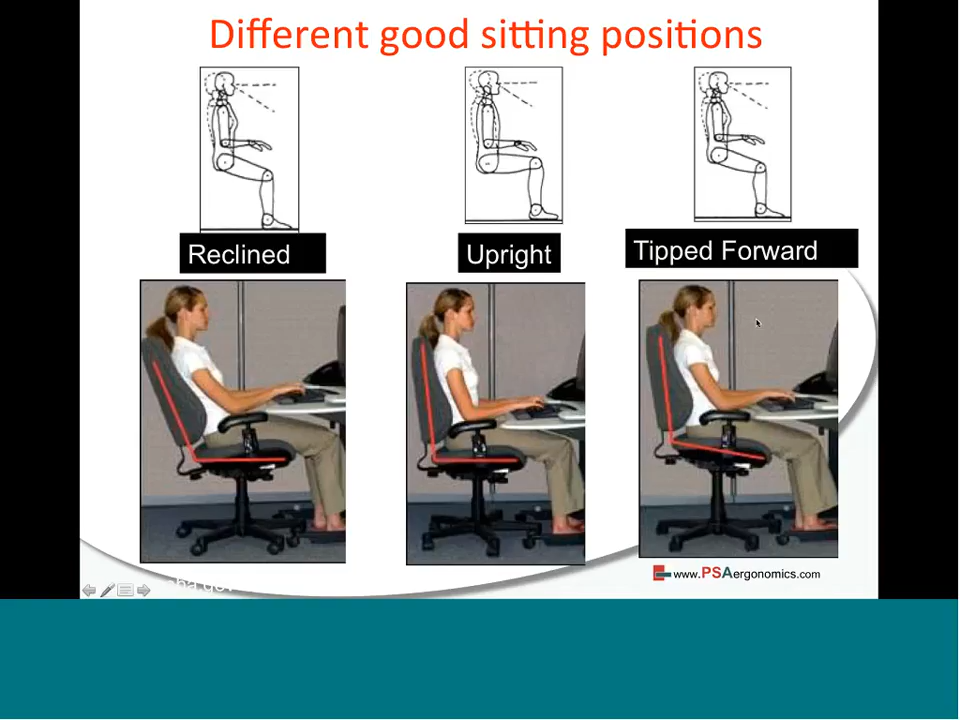 Different good sitting positions
Reclined
Upright
Tipped Forward
www.PSAergonomics.com